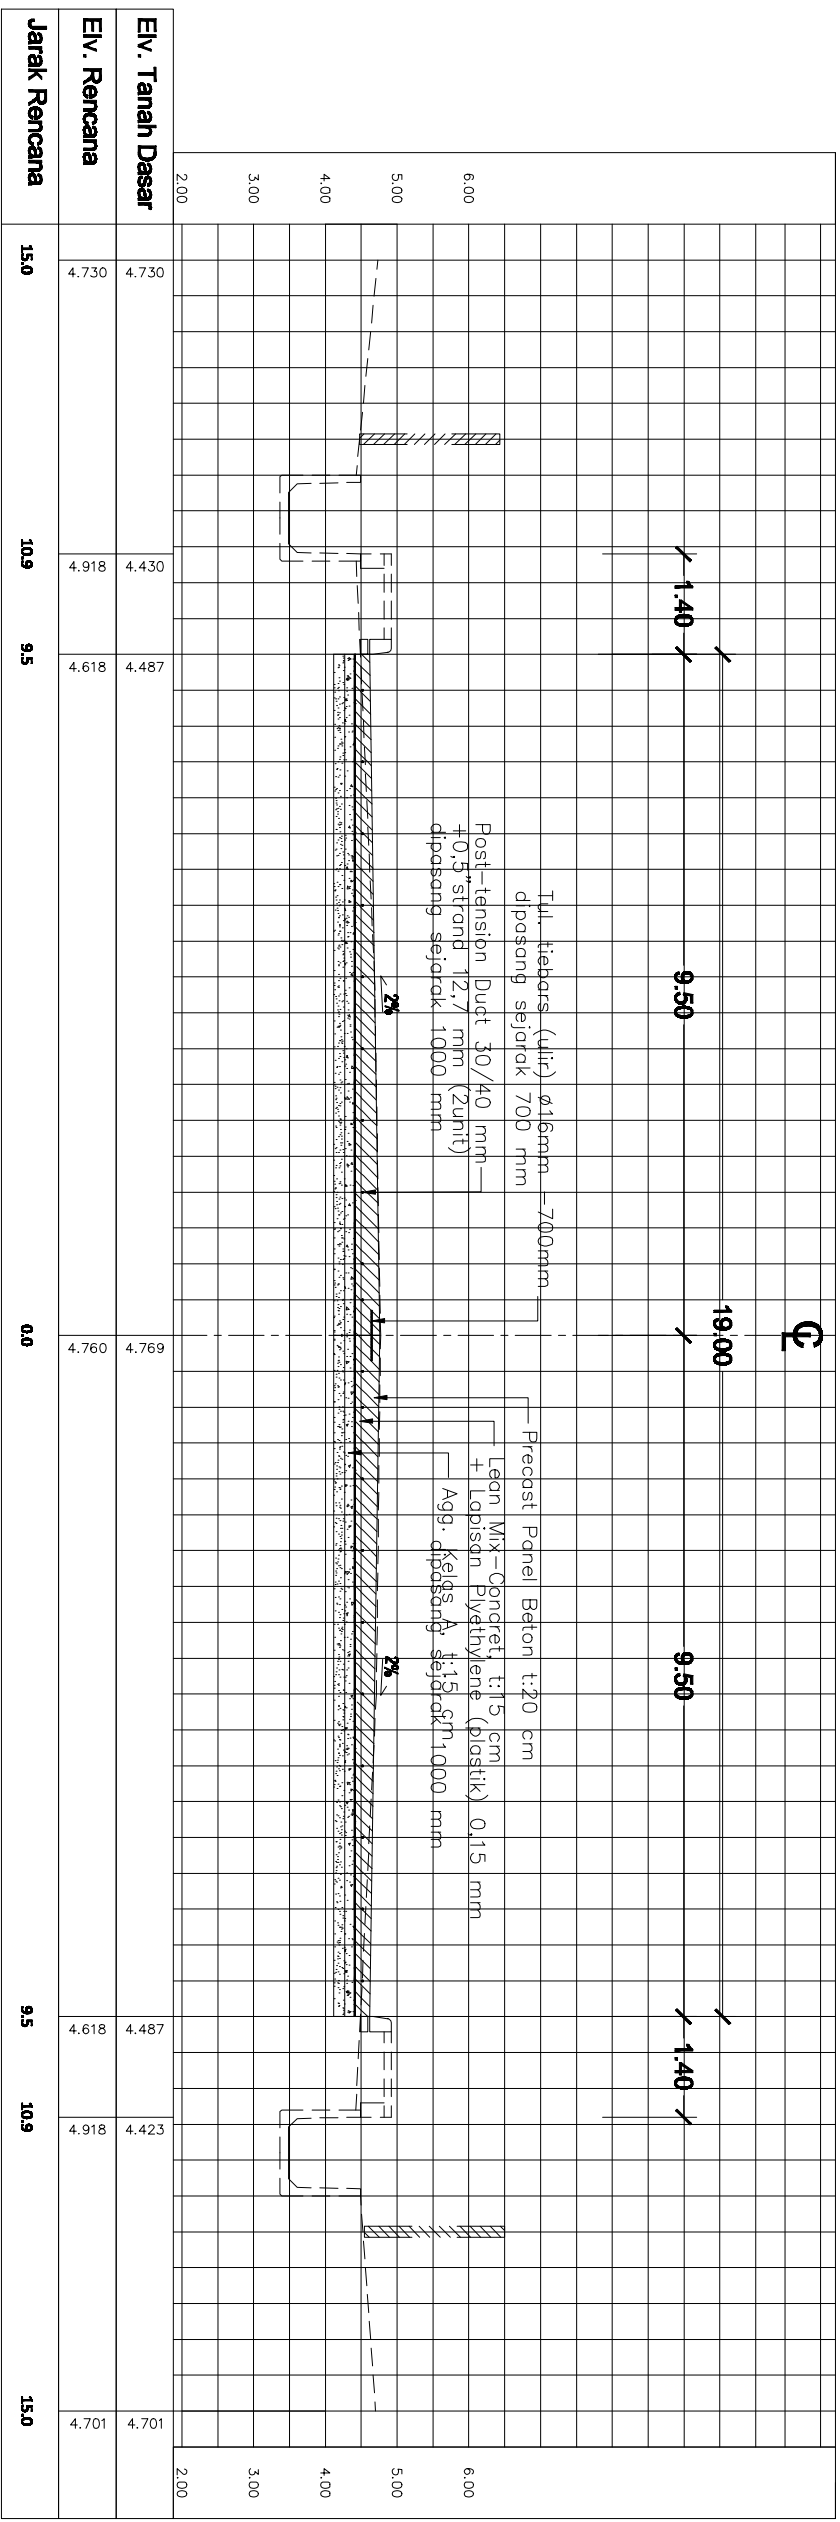 CL
19.00
1.40
9.50
9.50
1.40
Tul. tiebars (ulir) Ø16mm -700mm
dipasang sejarak 700 mm
Post-tension Duct 30/40 mm
+0,5"strand 12,7 mm (2unit)
dipasang sejarak 1000 mm
Precast Panel Beton t:20 cm
Lean Mix-Concret, t:15 cm
+ Lapisan Plyethylene (plastik) 0,15 mm
Agg. Kelas A, t:15 cm
dipasang sejarak 1000 mm
2%
2%
6.00
5.00
4.00
3.00
2.00
6.00
5.00
4.00
3.00
2.00
Elv. Tanah Dasar 4.730 4.430 4.487 4.769 4.487 4.423 4.701
Elv. Rencana 4.730 4.918 4.618 4.760 4.618 4.918 4.701
Jarak Rencana 15.0 10.9 9.5 0.0 9.5 10.9 15.0